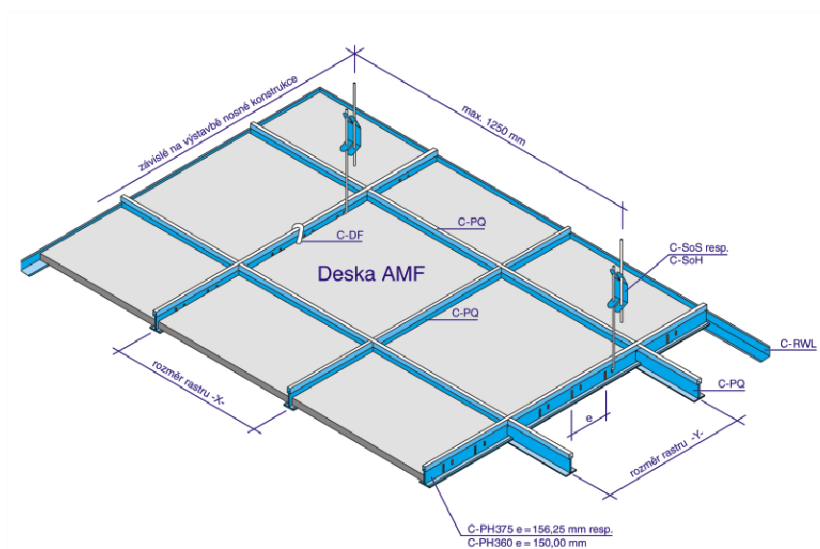 závislé na výstavbě nosné konstrukce
max. 1250 mm
C-PQ
C-DF
C-SoS resp.
C-SoH
Deska AMF
C-PQ
C-RWL
C-PQ
rozměr rastru -X-
e
rozměr rastru -Y-
C-PH375 e = 156,25 mm resp.
C-PH360 e = 150,00 mm